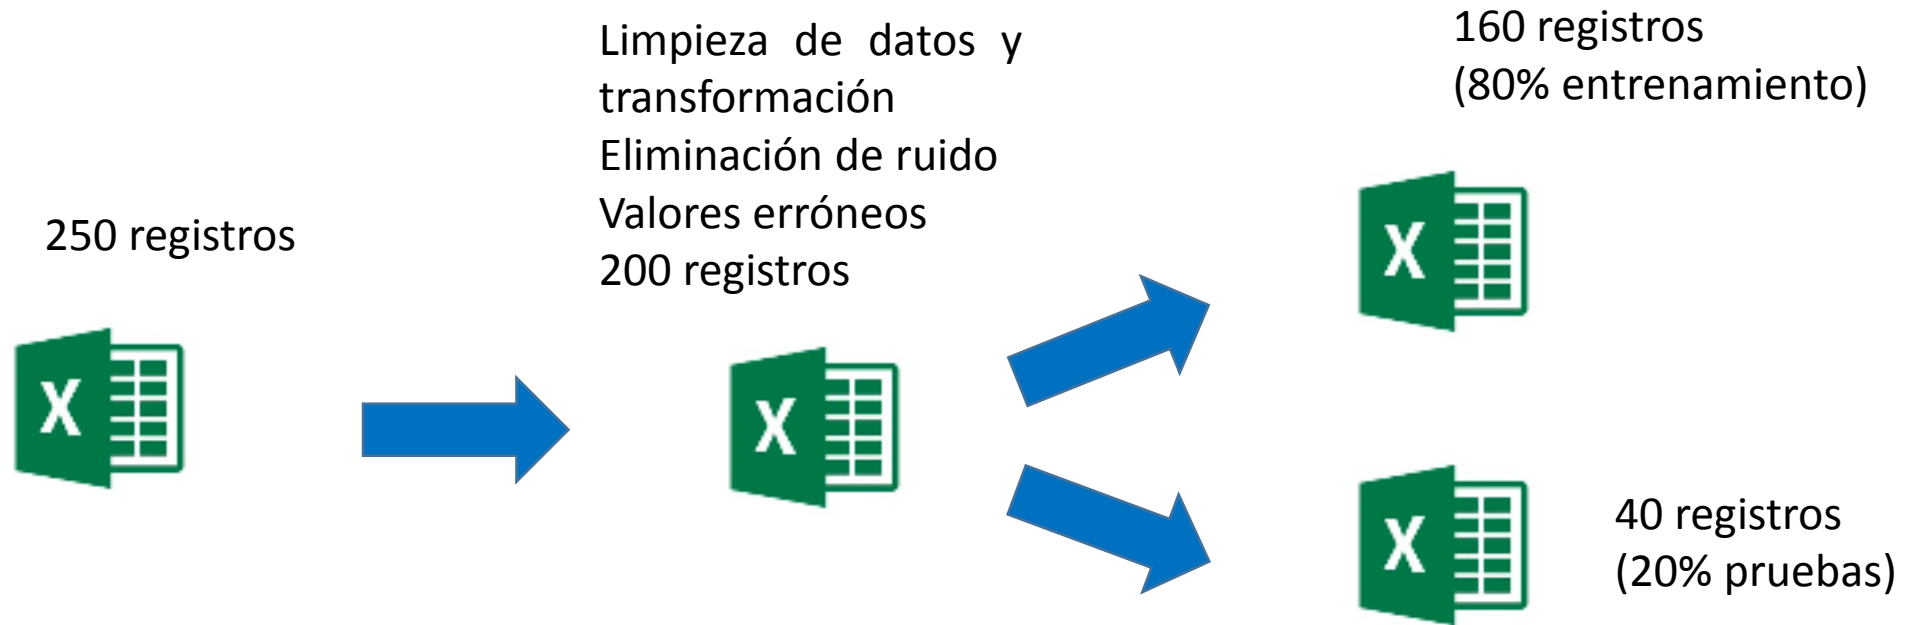 250 registros
Limpieza de datos y
transformación
Eliminación de ruido
Valores erróneos
200 registros
160 registros
(80% entrenamiento)
40 registros
(20% pruebas)
X
X
X
X